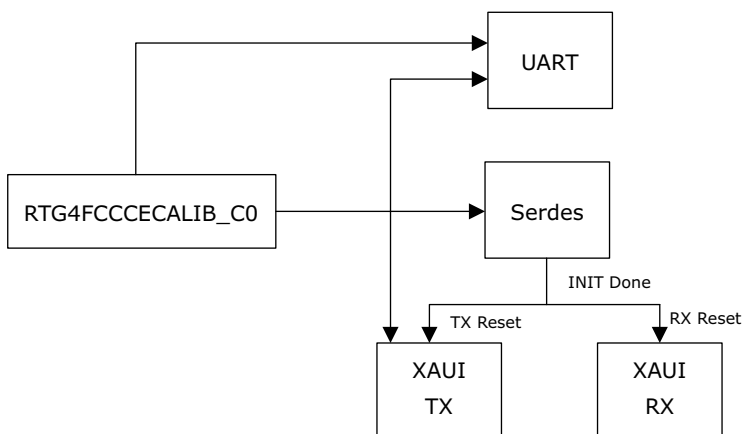 UART
RTG4FCCCECALIB_C0
Serdes
INIT Done
TX Reset
RX Reset
XAUI
TX
XAUI
RX